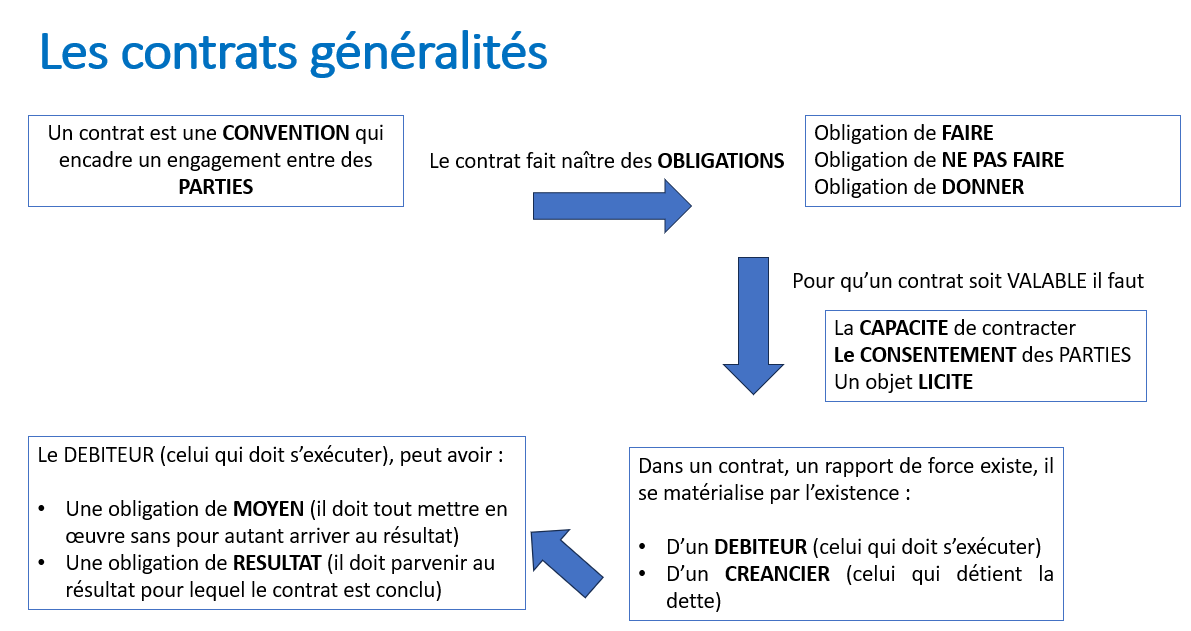 Les contrats généralités
Un contrat est une CONVENTION qui
encadre un engagement entre des
PARTIES
Le contrat fait naître des OBLIGATIONS
Obligation de FAIRE
Obligation de NE PAS FAIRE
Obligation de DONNER
Pour qu’un contrat soit VALABLE il faut
La CAPACITE de contracter
Le CONSENTEMENT des PARTIES
Un objet LICITE
Dans un contrat, un rapport de force existe, il
se matérialise par l’existence :
• D’un DEBITEUR (celui qui doit s’exécuter)
• D’un CREANCIER (celui qui détient la
dette)
Le DEBITEUR (celui qui doit s’exécuter), peut avoir :
• Une obligation de MOYEN (il doit tout mettre en
œuvre sans pour autant arriver au résultat)
• Une obligation de RESULTAT (il doit parvenir au
résultat pour lequel le contrat est conclu)